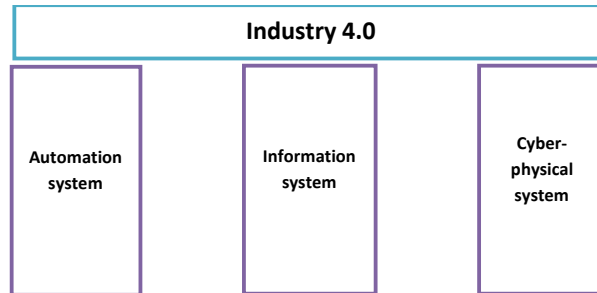 Industry 4.0
Automation
system
Information
system
Cyber-
physical
system